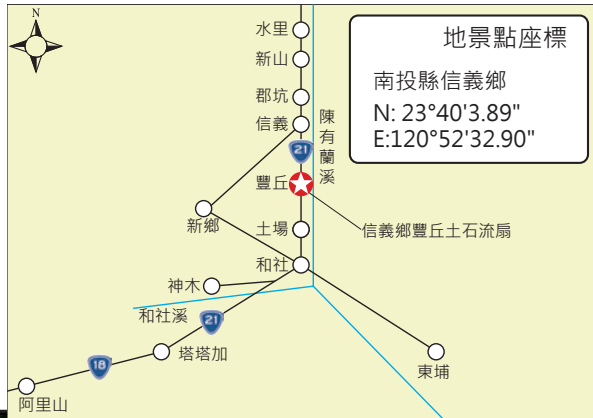 N
地景點座標
南投縣信義鄉
N: 23°40'3.89"
E:120°52'32.90"
水里
新山
郡坑
信義
陳有蘭溪
21
豐丘
信義鄉豐丘土石流扇
新鄉
土場
和社
神木
和社溪
21
塔塔加
18
阿里山
東埔